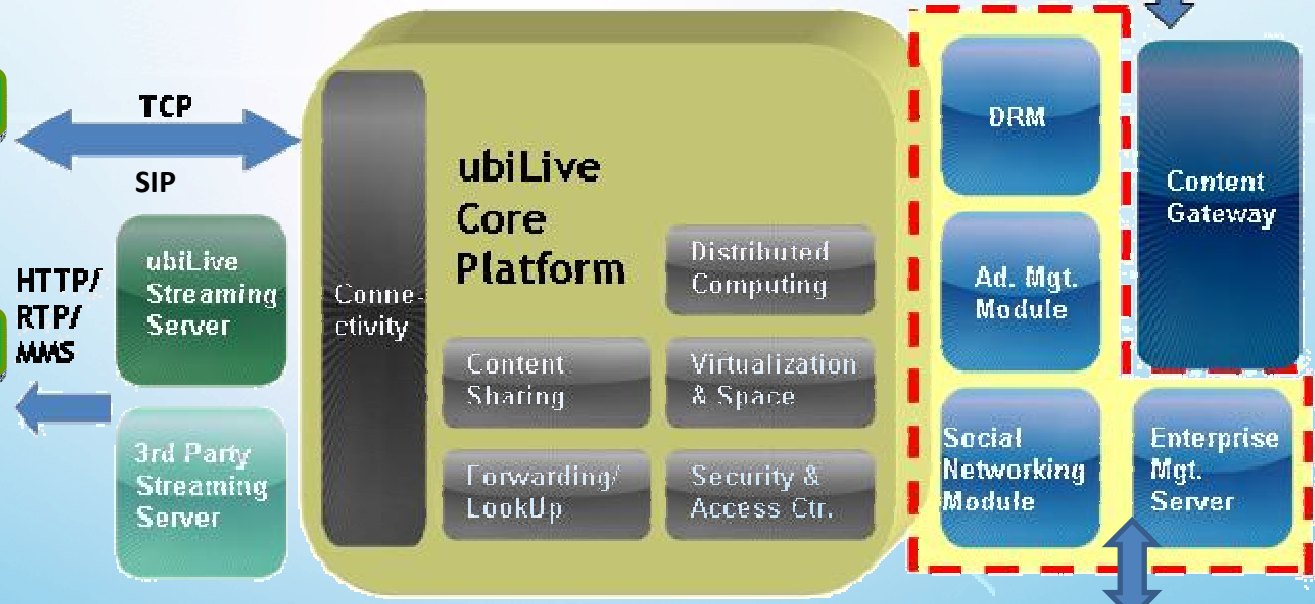 TCP
SIP
HTTP/
RTP/
MMS
ubiLive
Streaming
Server
3rd Party
Streaming
Server
Conne-
ctivity
ubiLive
Core
Platform
Distributed
Computing
Content
Sharing
Virtualization
& Space
Forwarding/
LookUp
Security &
Access Ctr.
DRM
Ad. Mgt.
Module
Social
Networking
Module
Content
Gateway
Enterprise
Mgt.
Server